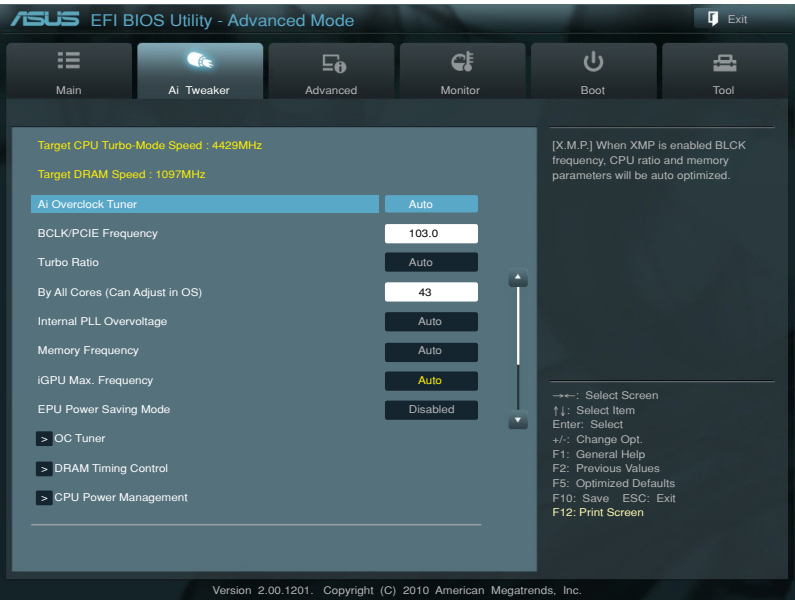 ASUS EFI BIOS Utility - Advanced Mode
Exit
Main
Ai Tweaker
Advanced
Monitor
Boot
Tool
Target CPU Turbo-Mode Speed : 4429MHz
Target DRAM Speed : 1097MHz
Ai Overclock Tuner Auto
BCLK/PCIE Frequency 103.0
Turbo Ratio Auto
By All Cores (Can Adjust in OS) 43
Internal PLL Overvoltage Auto
Memory Frequency Auto
iGPU Max. Frequency Auto
EPU Power Saving Mode Disabled
> OC Tuner
> DRAM Timing Control
> CPU Power Management
[X.M.P.] When XMP is enabled BLCK
frequency, CPU ratio and memory
parameters will be auto optimized.
→←: Select Screen
↑↓: Select Item
Enter: Select
+/-: Change Opt.
F1: General Help
F2: Previous Values
F5: Optimized Defaults
F10: Save ESC: Exit
F12: Print Screen
Version 2.00.1201. Copyright (C) 2010 American Megatrends, Inc.